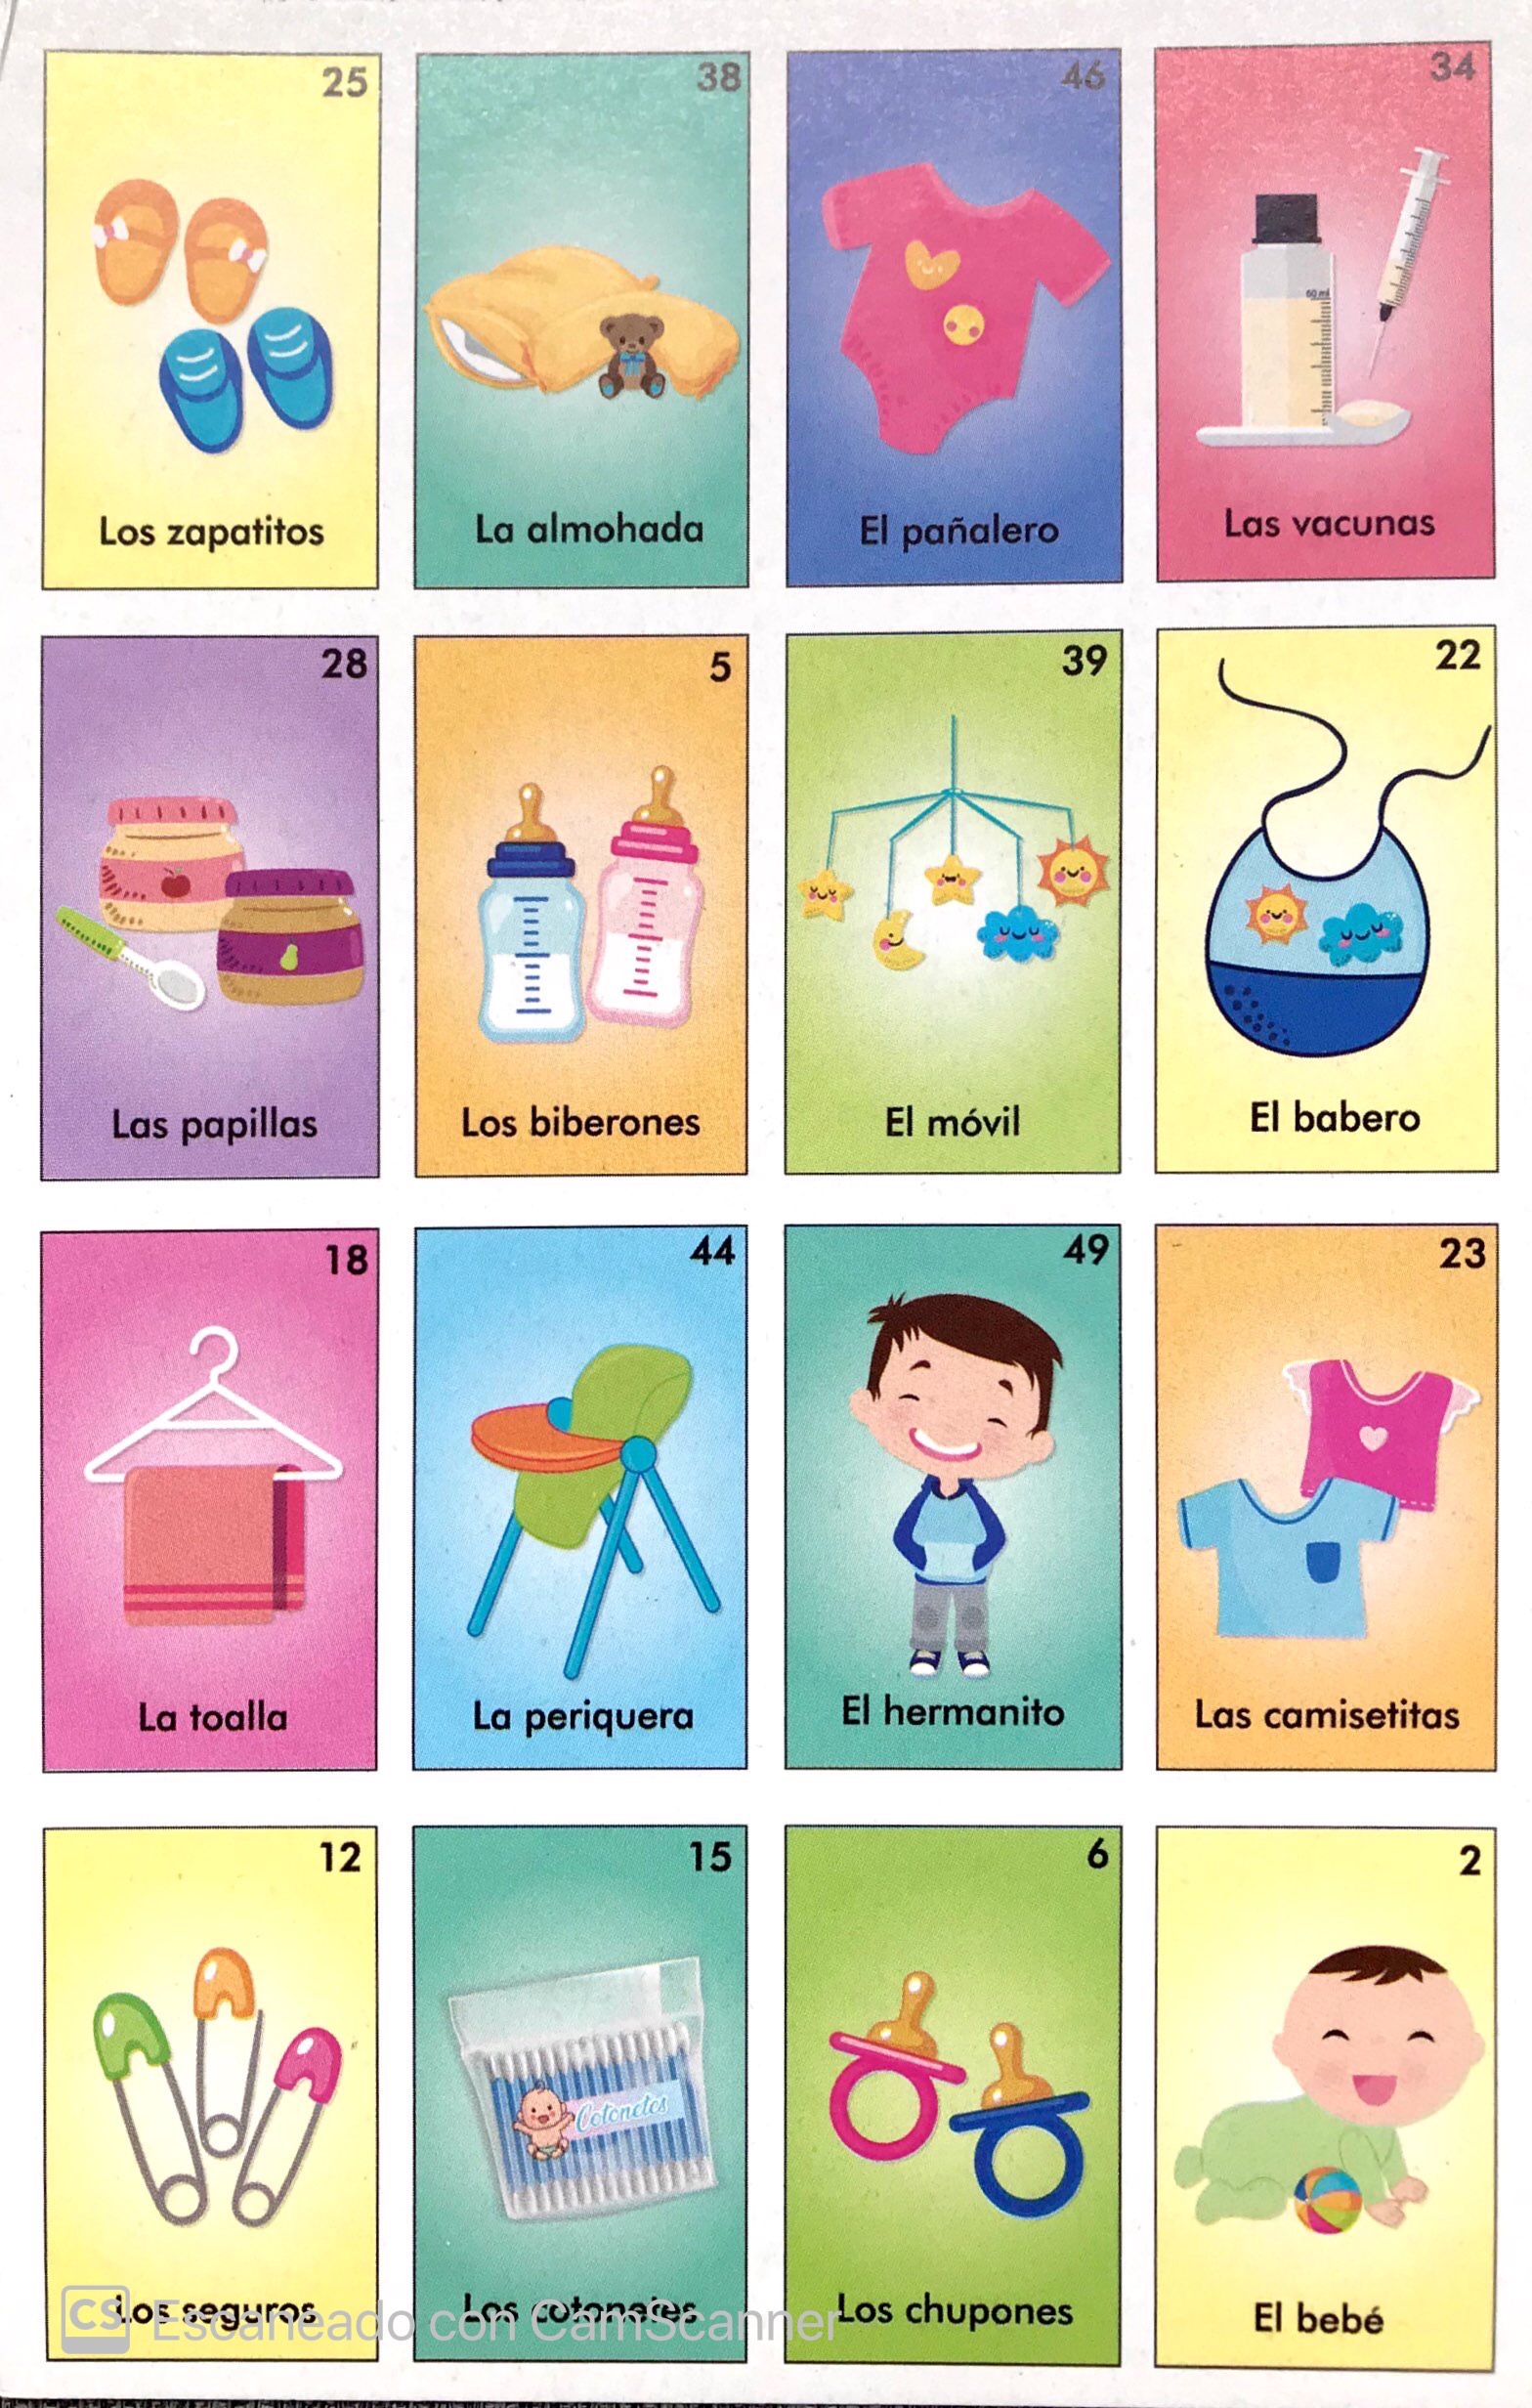 25
Los zapatitos
38
La almohada
46
El pañalero
34
60 ml
Las vacunas
28
Las papillas
5
Los biberones
39
El móvil
22
El babero
18
La toalla
44
La periquera
49
El hermanito
23
Las camisetitas
12
Los seguros
15
Cotonetes
Los cotonetes
6
Los chupones
2
El bebé
CS Escaneado con CamScanner